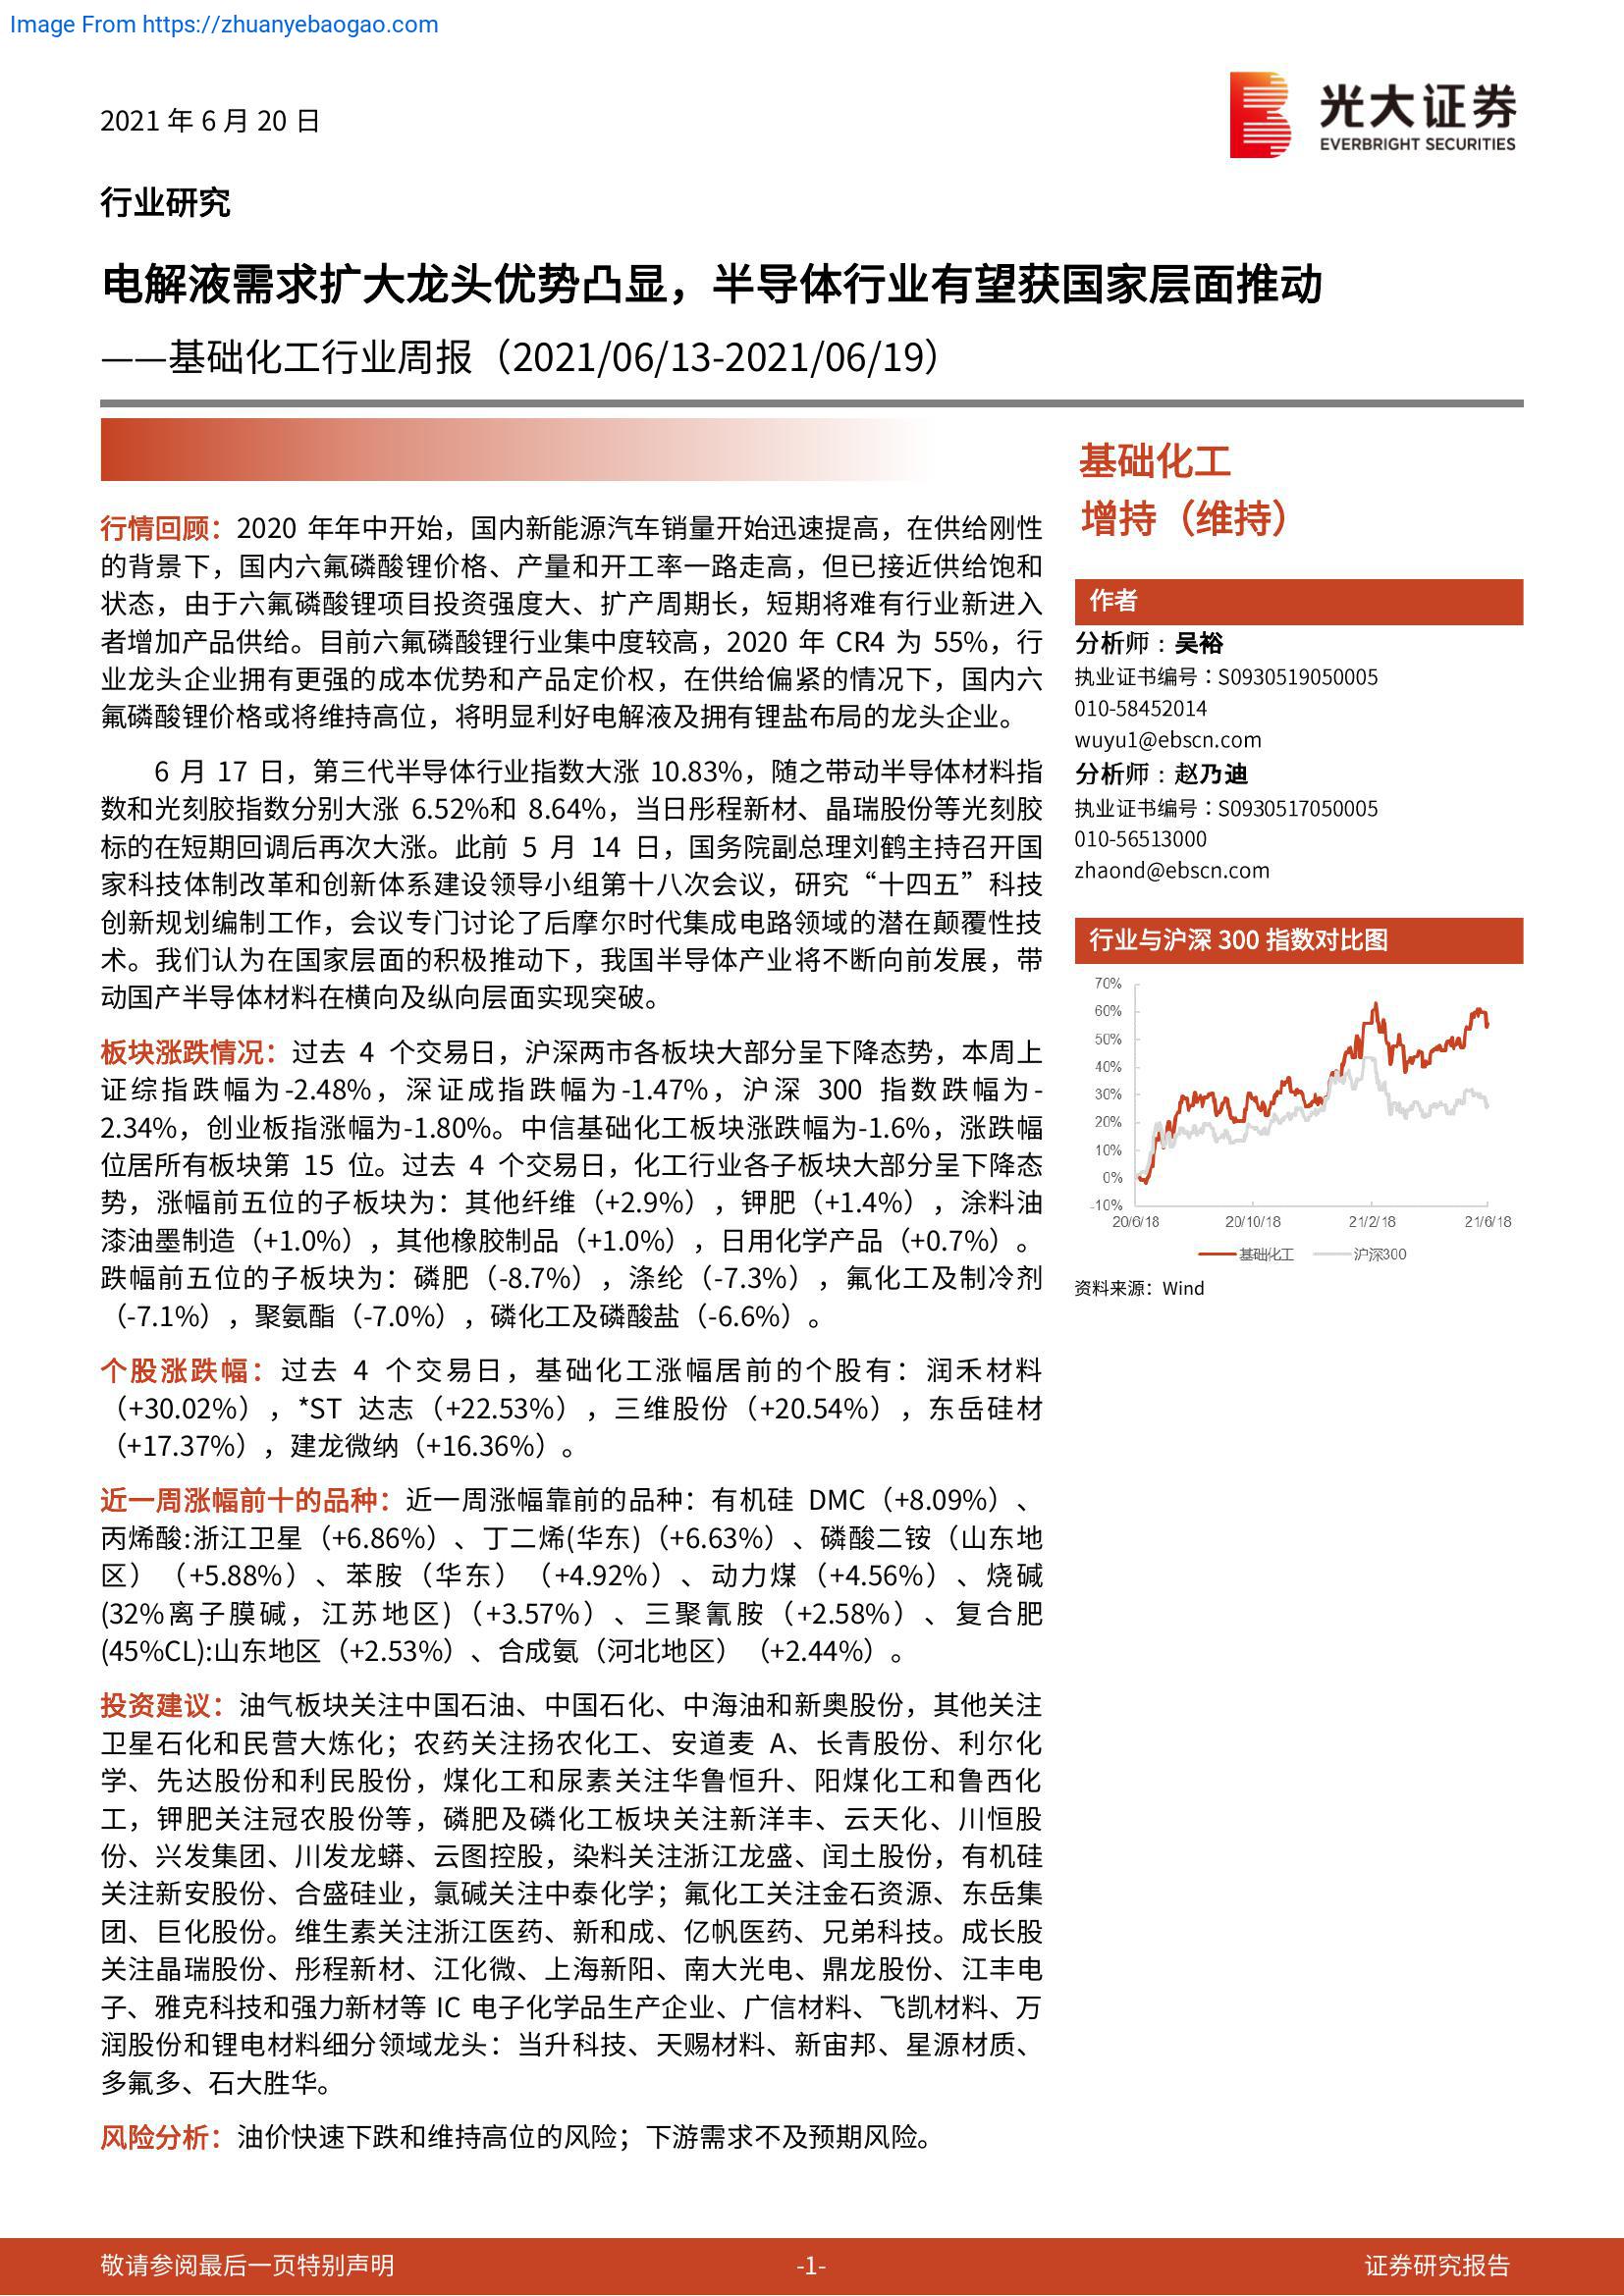 Image From https://zhuanyebaogao.com
2021 年 6 月 20 日
光大证券
EVERBRIGHT SECURITIES
行业研究
电解液需求扩大龙头优势凸显，半导体行业有望获国家层面推动
——基础化工行业周报（2021/06/13-2021/06/19）
行情回顾：2020 年年中开始，国内新能源汽车销量开始迅速提高，在供给刚性
的背景下，国内六氟磷酸锂价格、产量和开工率一路走高，但已接近供给饱和
状态，由于六氟磷酸锂项目投资强度大、扩产周期长，短期将难有行业新进入
者增加产品供给。目前六氟磷酸锂行业集中度较高，2020 年 CR4 为 55%，行
业龙头企业拥有更强的成本优势和产品定价权，在供给偏紧的情况下，国内六
氟磷酸锂价格或将维持高位，将明显利好电解液及拥有锂盐布局的龙头企业。
6 月 17 日，第三代半导体行业指数大涨 10.83%，随之带动半导体材料指
数和光刻胶指数分别大涨 6.52%和 8.64%，当日彤程新材、晶瑞股份等光刻胶
标的在短期回调后再次大涨。此前 5 月 14 日，国务院副总理刘鹤主持召开国
家科技体制改革和创新体系建设领导小组第十八次会议，研究“十四五”科技
创新规划编制工作，会议专门讨论了后摩尔时代集成电路领域的潜在颠覆性技
术。我们认为在国家层面的积极推动下，我国半导体产业将不断向前发展，带
动国产半导体材料在横向及纵向层面实现突破。
板块涨跌情况：过去 4 个交易日，沪深两市各板块大部分呈下降态势，本周上
证综指跌幅为-2.48%，深证成指跌幅为-1.47%，沪深 300 指数跌幅为-
2.34%，创业板指涨幅为-1.80%。中信基础化工板块涨跌幅为-1.6%，涨跌幅
位居所有板块第 15 位。过去 4 个交易日，化工行业各子板块大部分呈下降态
势，涨幅前五位的子板块为：其他纤维（+2.9%），钾肥（+1.4%），涂料油
漆油墨制造（+1.0%），其他橡胶制品（+1.0%），日用化学产品（+0.7%）。
跌幅前五位的子板块为：磷肥（-8.7%），涤纶（-7.3%），氟化工及制冷剂
（-7.1%），聚氨酯（-7.0%），磷化工及磷酸盐（-6.6%）。
个股涨跌幅：过去 4 个交易日，基础化工涨幅居前的个股有：润禾材料
（+30.02%），*ST 达志（+22.53%），三维股份（+20.54%），东岳硅材
（+17.37%），建龙微纳（+16.36%）。
近一周涨幅前十的品种：近一周涨幅靠前的品种：有机硅 DMC（+8.09%）、
丙烯酸:浙江卫星（+6.86%）、丁二烯(华东)（+6.63%）、磷酸二铵（山东地
区）（+5.88%）、苯胺（华东）（+4.92%）、动力煤（+4.56%）、烧碱
(32%离子膜碱，江苏地区)（+3.57%）、三聚氰胺（+2.58%）、复合肥
(45%CL):山东地区（+2.53%）、合成氨（河北地区）（+2.44%）。
投资建议：油气板块关注中国石油、中国石化、中海油和新奥股份，其他关注
卫星石化和民营大炼化；农药关注扬农化工、安道麦 A、长青股份、利尔化
学、先达股份和利民股份，煤化工和尿素关注华鲁恒升、阳煤化工和鲁西化
工，钾肥关注冠农股份等，磷肥及磷化工板块关注新洋丰、云天化、川恒股
份、兴发集团、川发龙蟒、云图控股，染料关注浙江龙盛、闰土股份，有机硅
关注新安股份、合盛硅业，氯碱关注中泰化学；氟化工关注金石资源、东岳集
团、巨化股份。维生素关注浙江医药、新和成、亿帆医药、兄弟科技。成长股
关注晶瑞股份、彤程新材、江化微、上海新阳、南大光电、鼎龙股份、江丰电
子、雅克科技和强力新材等 IC 电子化学品生产企业、广信材料、飞凯材料、万
润股份和锂电材料细分领域龙头：当升科技、天赐材料、新宙邦、星源材质、
多氟多、石大胜华。
风险分析：油价快速下跌和维持高位的风险；下游需求不及预期风险。
基础化工
增持（维持）
作者
分析师：吴裕
执业证书编号：S0930519050005
010-58452014
wuyu1@ebscn.com
分析师：赵乃迪
执业证书编号：S0930517050005
010-56513000
zhaond@ebscn.com
行业与沪深 300 指数对比图
70%
60%
50%
40%
30%
20%
10%
0%
-10%
20/6/18 20/10/18 21/2/18 21/6/18
基础化工 沪深300
资料来源：Wind
敬请参阅最后一页特别声明 -1- 证券研究报告